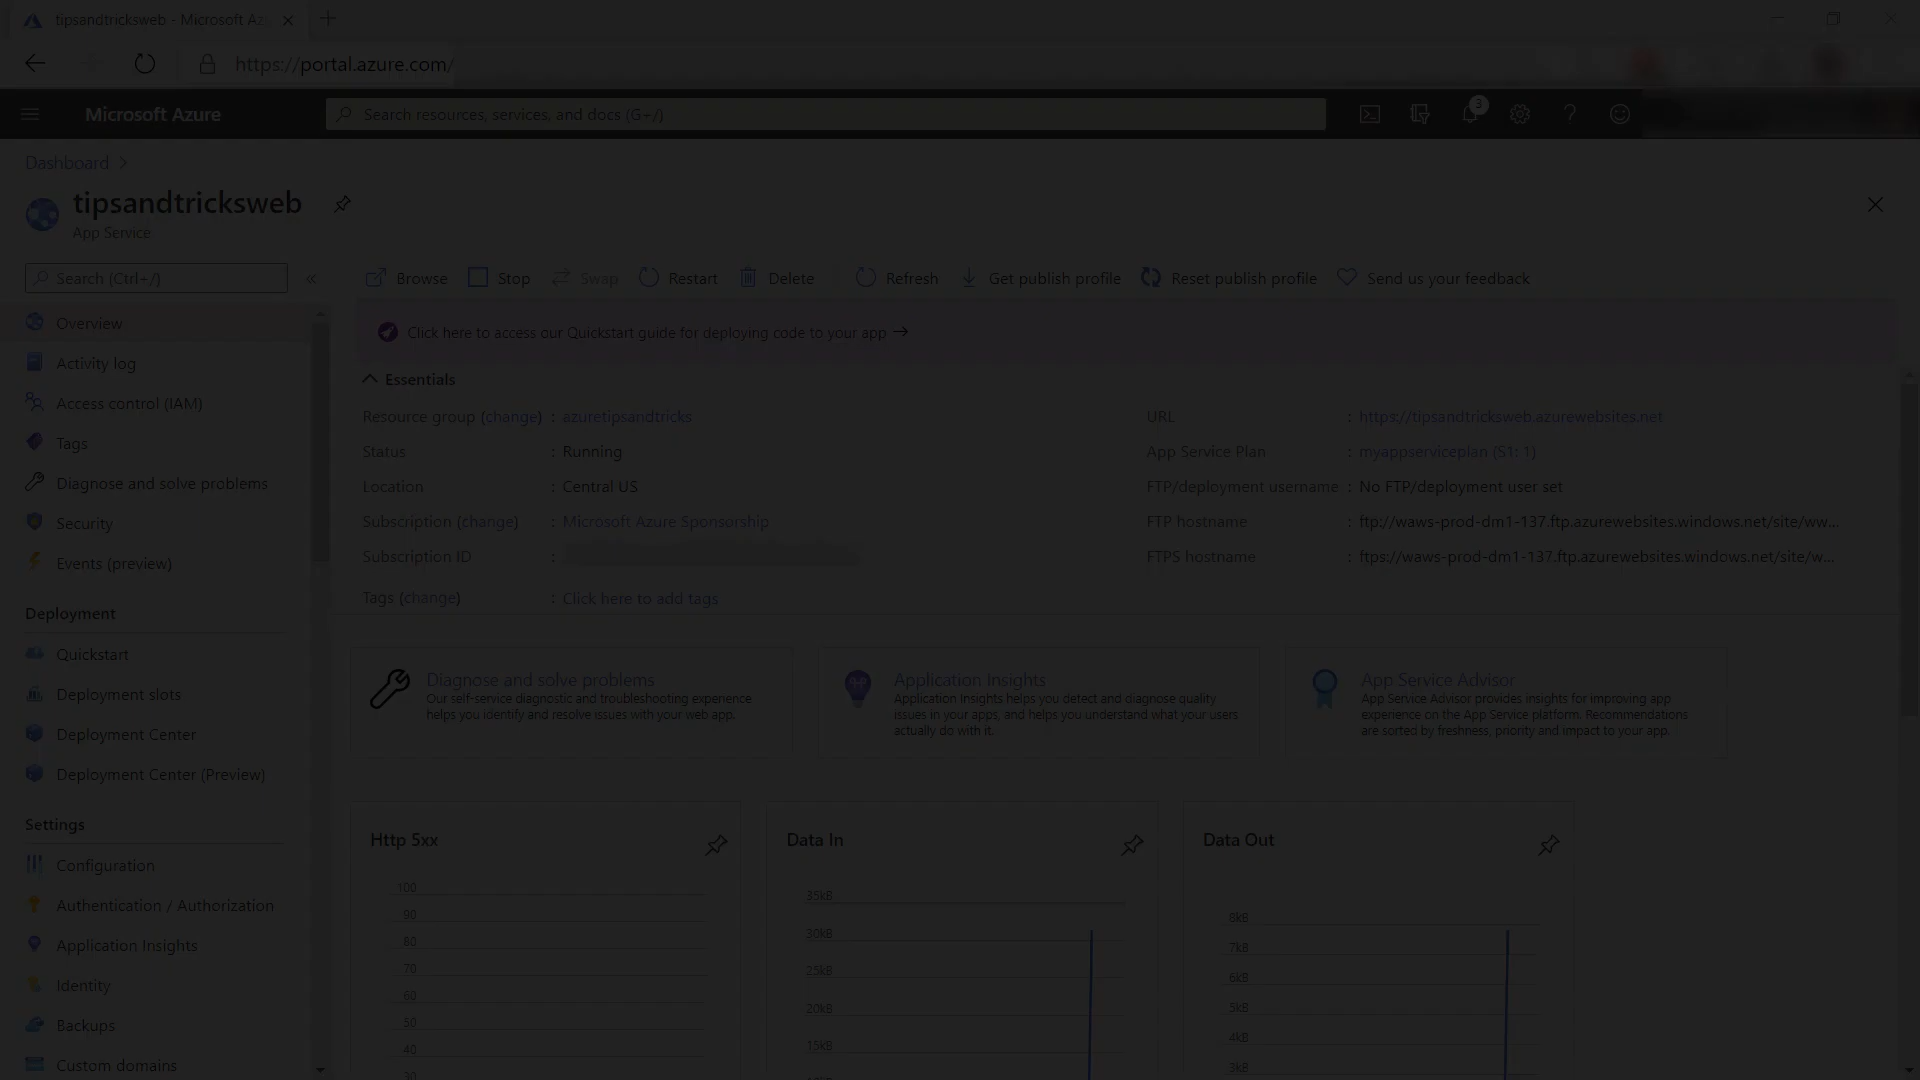 tipsandtricksweb - Microsoft Az
https://portal.azure.com/
Microsoft Azure
Search resources, services, and docs (G+/)
3
Dashboard
tipsandtricksweb
App Service
Search (Ctrl+/)
Browse
Stop
Swap
Restart
Delete
Refresh
Get publish profile
Reset publish profile
Send us your feedback
Click here to access our Quickstart guide for deploying code to your app →
Overview
Activity log
Access control (IAM)
Tags
Diagnose and solve problems
Security
Events (preview)
Deployment
Quickstart
Deployment slots
Deployment Center
Deployment Center (Preview)
Settings
Configuration
Authentication / Authorization
Application Insights
Identity
Backups
Custom domains
Essentials
Resource group (change) : azuretipsandtricks
Status : Running
Location : Central US
Subscription (change) : Microsoft Azure Sponsorship
Subscription ID :
Tags (change) : Click here to add tags
URL : https://tipsandtricksweb.azurewebsites.net
App Service Plan : myappserviceplan (S1: 1)
FTP/deployment username : No FTP/deployment user set
FTP hostname : ftp://waws-prod-dm1-137.ftp.azurewebsites.windows.net/site/ww...
FTPS hostname : ftps://waws-prod-dm1-137.ftp.azurewebsites.windows.net/site/w...
Diagnose and solve problems
Our self-service diagnostic and troubleshooting experience
helps you identify and resolve issues with your web app.
Application Insights
Application Insights helps you detect and diagnose quality
issues in your apps, and helps you understand what your users
actually do with it.
App Service Advisor
App Service Advisor provides insights for improving app
experience on the App Service platform. Recommendations
are sorted by freshness, priority and impact to your app.
Http 5xx
100
90
80
70
60
50
40
30
Data In
35kB
30kB
25kB
20kB
15kB
Data Out
8kB
7kB
6kB
5kB
4kB
3kB